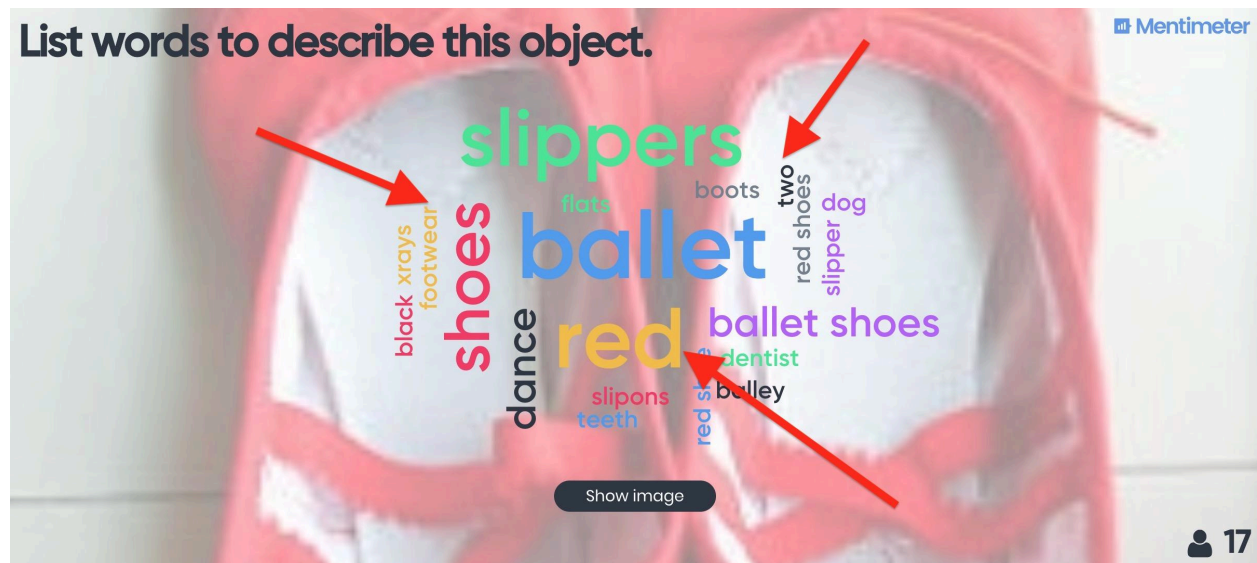 List words to describe this object.
Mentimeter
slippers
boots
two
flats
red shoes
dog
slipper
xrays
footwear
shoes
ballet
black
dance
red
ballet shoes
dentist
slipons
balley
teeth
Show image
17